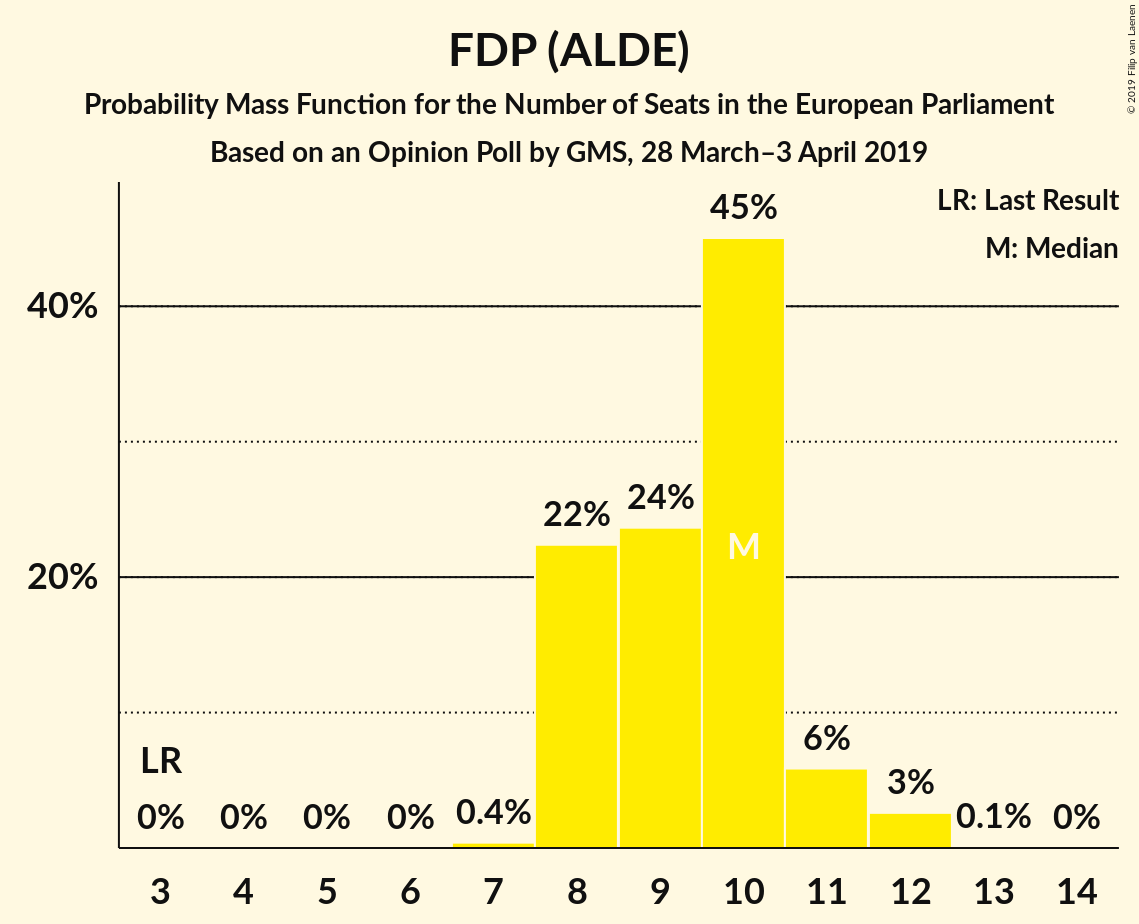 FDP (ALDE)
Probability Mass Function for the Number of Seats in the European Parliament
Based on an Opinion Poll by GMS, 28 March–3 April 2019
© 2019 Filip van Laenen
LR: Last Result
M: Median
45%
40%
24%
22%
M
20%
6%
LR
3%
0% 0% 0% 0% 0.4% 0.1% 0%
3 4 5 6 7 8 9 10 11 12 13 14